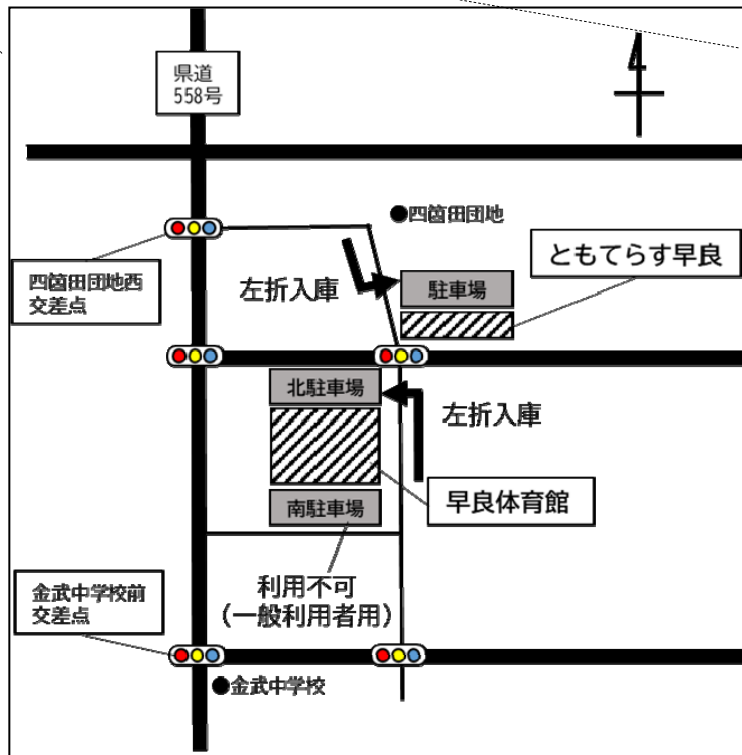 県道
558号
●四箇田団地
ともてらす早良
四箇田団地西
交差点
左折入庫
駐車場
北駐車場
左折入庫
早良体育館
南駐車場
利用不可
(一般利用者用)
金武中学校前
交差点
●金武中学校